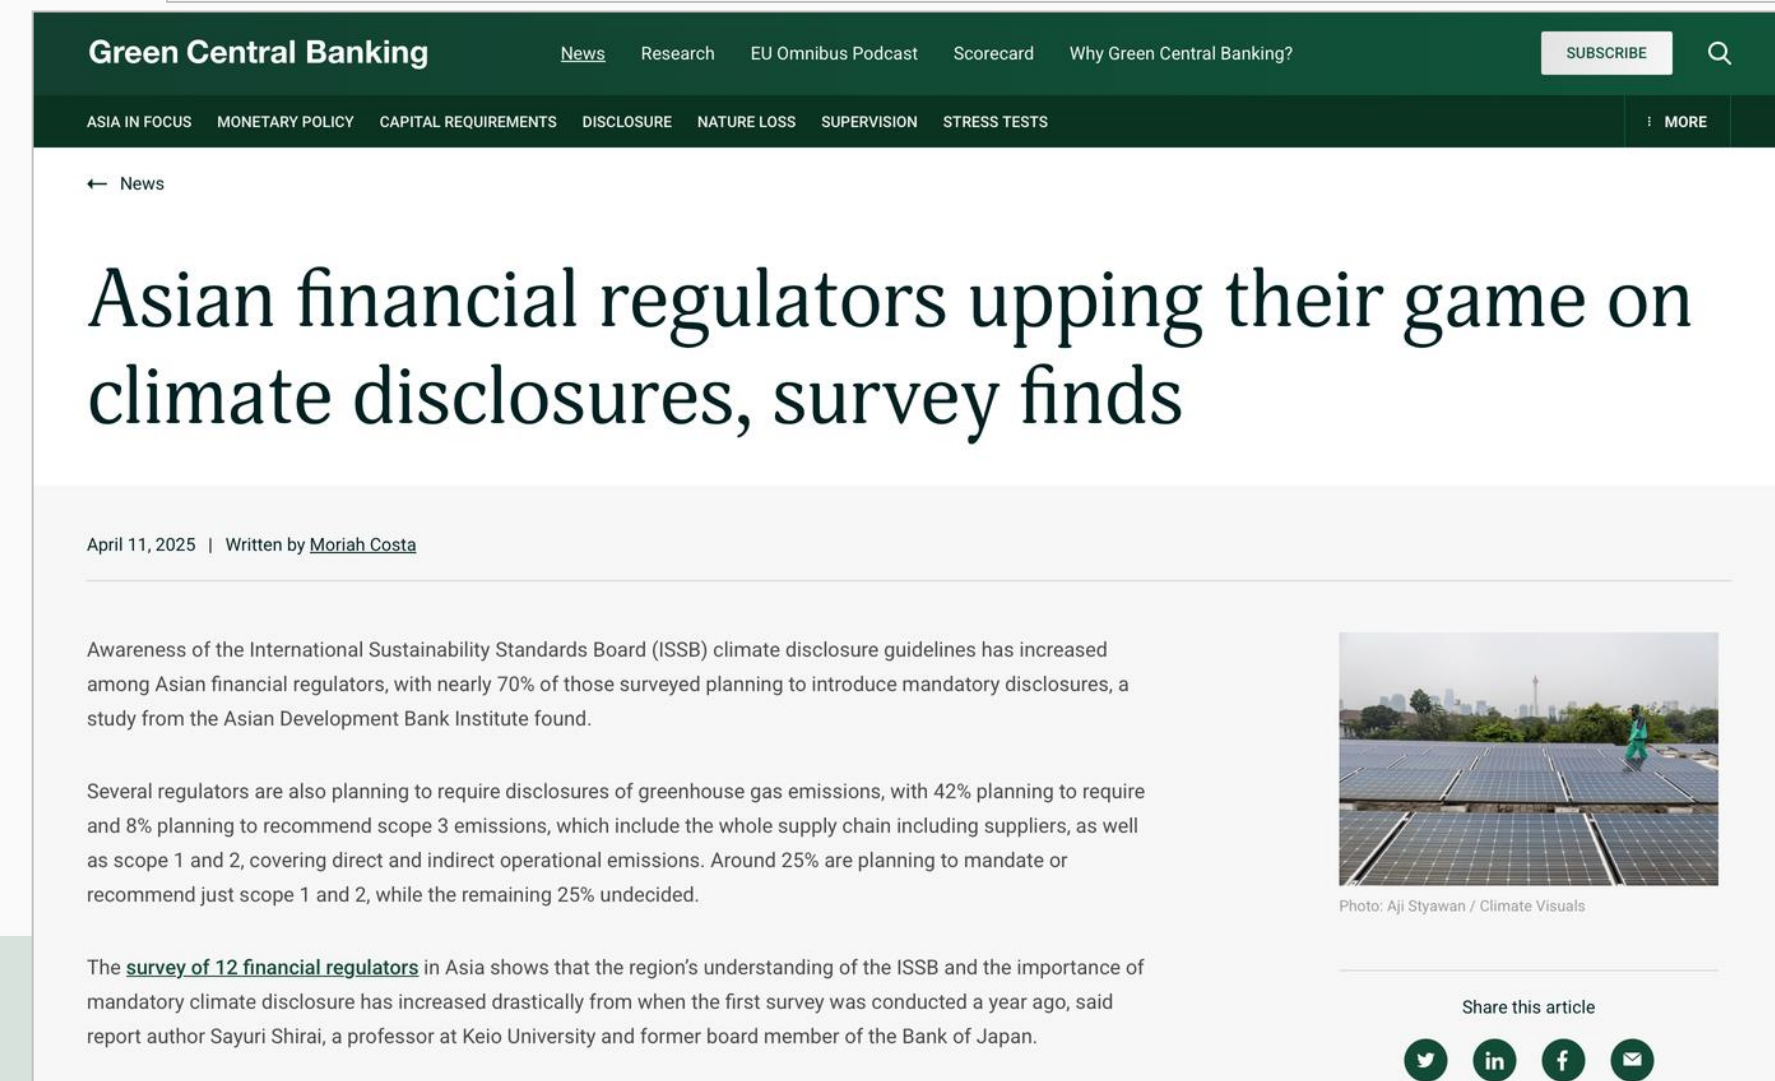 Green Central Banking
News Research EU Omnibus Podcast Scorecard Why Green Central Banking?
SUBSCRIBE
ASIA IN FOCUS MONETARY POLICY CAPITAL REQUIREMENTS DISCLOSURE NATURE LOSS SUPERVISION STRESS TESTS
⋮ MORE
← News
Asian financial regulators upping their game on
climate disclosures, survey finds
April 11, 2025 | Written by Moriah Costa
Awareness of the International Sustainability Standards Board (ISSB) climate disclosure guidelines has increased
among Asian financial regulators, with nearly 70% of those surveyed planning to introduce mandatory disclosures, a
study from the Asian Development Bank Institute found.
Several regulators are also planning to require disclosures of greenhouse gas emissions, with 42% planning to require
and 8% planning to recommend scope 3 emissions, which include the whole supply chain including suppliers, as well
as scope 1 and 2, covering direct and indirect operational emissions. Around 25% are planning to mandate or
recommend just scope 1 and 2, while the remaining 25% undecided.
The survey of 12 financial regulators in Asia shows that the region's understanding of the ISSB and the importance of
mandatory climate disclosure has increased drastically from when the first survey was conducted a year ago, said
report author Sayuri Shirai, a professor at Keio University and former board member of the Bank of Japan.
Photo: Aji Styawan / Climate Visuals
Share this article